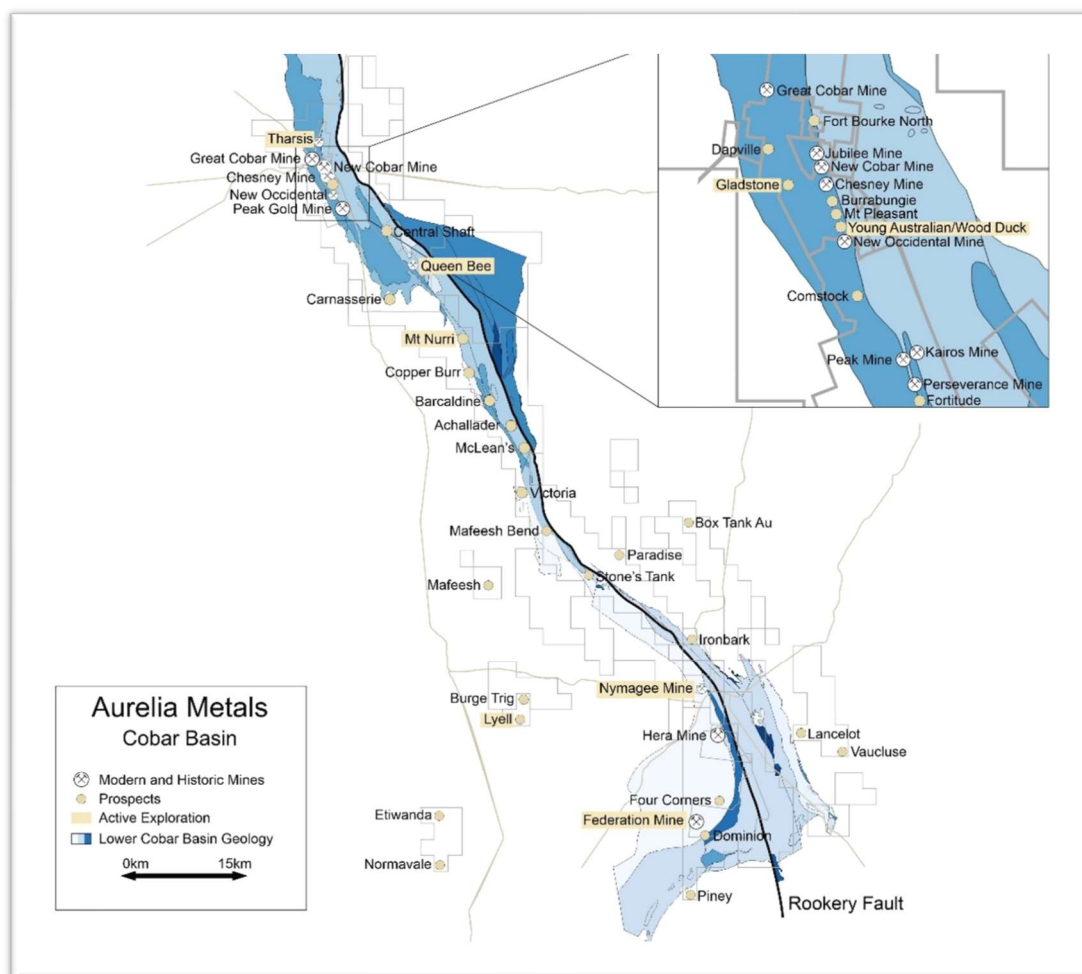 Tharsis
Great Cobar Mine
New Cobar Mine
Chesney Mine
New Occidental
Peak Gold Mine
Central Shaft
Queen Bee
Carnasserie
Mt Nurri
Copper Burr
Barcaldine
Achallader
McLean's
Victoria
Mafeesh Bend
Box Tank Au
Paradise
Stone's Tank
Mafeesh
Ironbark
Nymagee Mine
Burge Trig
Lyell
Hera Mine
Lancelot
Vaucluse
Four Corners
Etiwanda
Federation Mine
Dominion
Normavale
Piney
Rookery Fault
Great Cobar Mine
Fort Bourke North
Dapville
Jubilee Mine
New Cobar Mine
Gladstone
Chesney Mine
Burrabungie
Mt Pleasant
Young Australian/Wood Duck
New Occidental Mine
Comstock
Peak Mine
Kairos Mine
Perseverance Mine
Fortitude
Aurelia Metals
Cobar Basin
Modern and Historic Mines
Prospects
Active Exploration
Lower Cobar Basin Geology
0km 15km